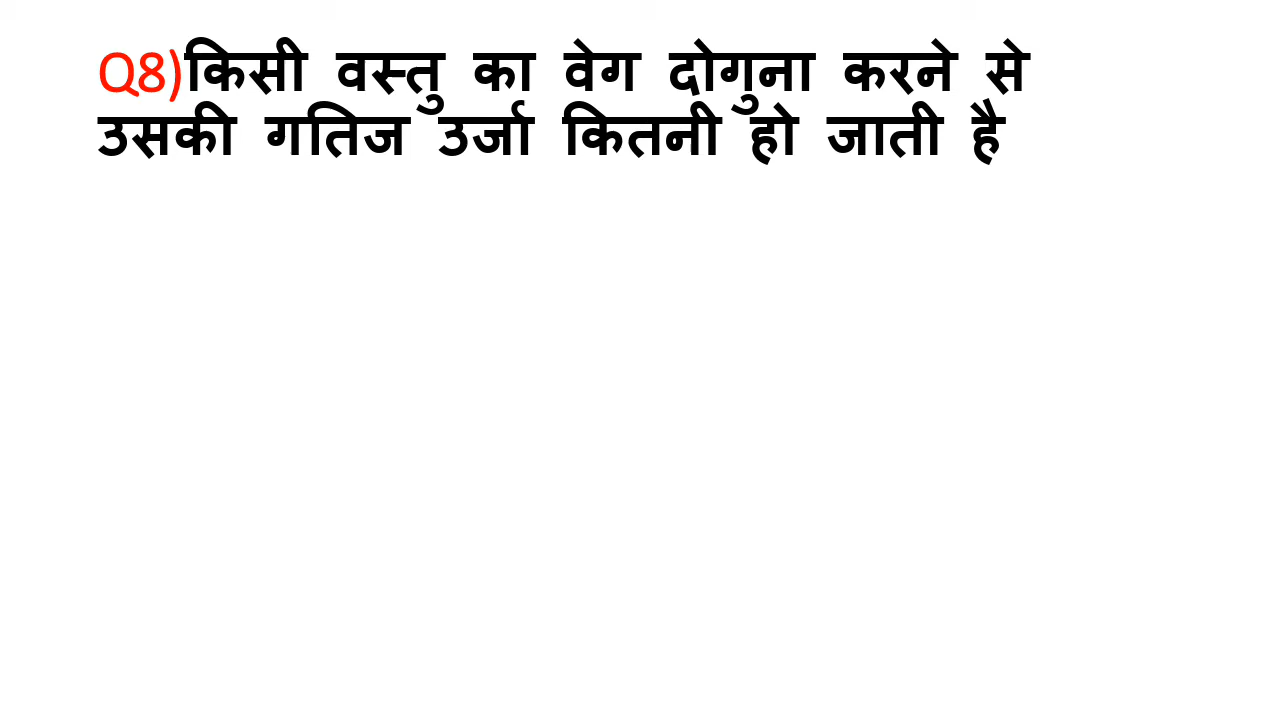 Q8)किसी वस्तु का वेग दोगुना करने से
उसकी गतिज उर्जा कितनी हो जाती है